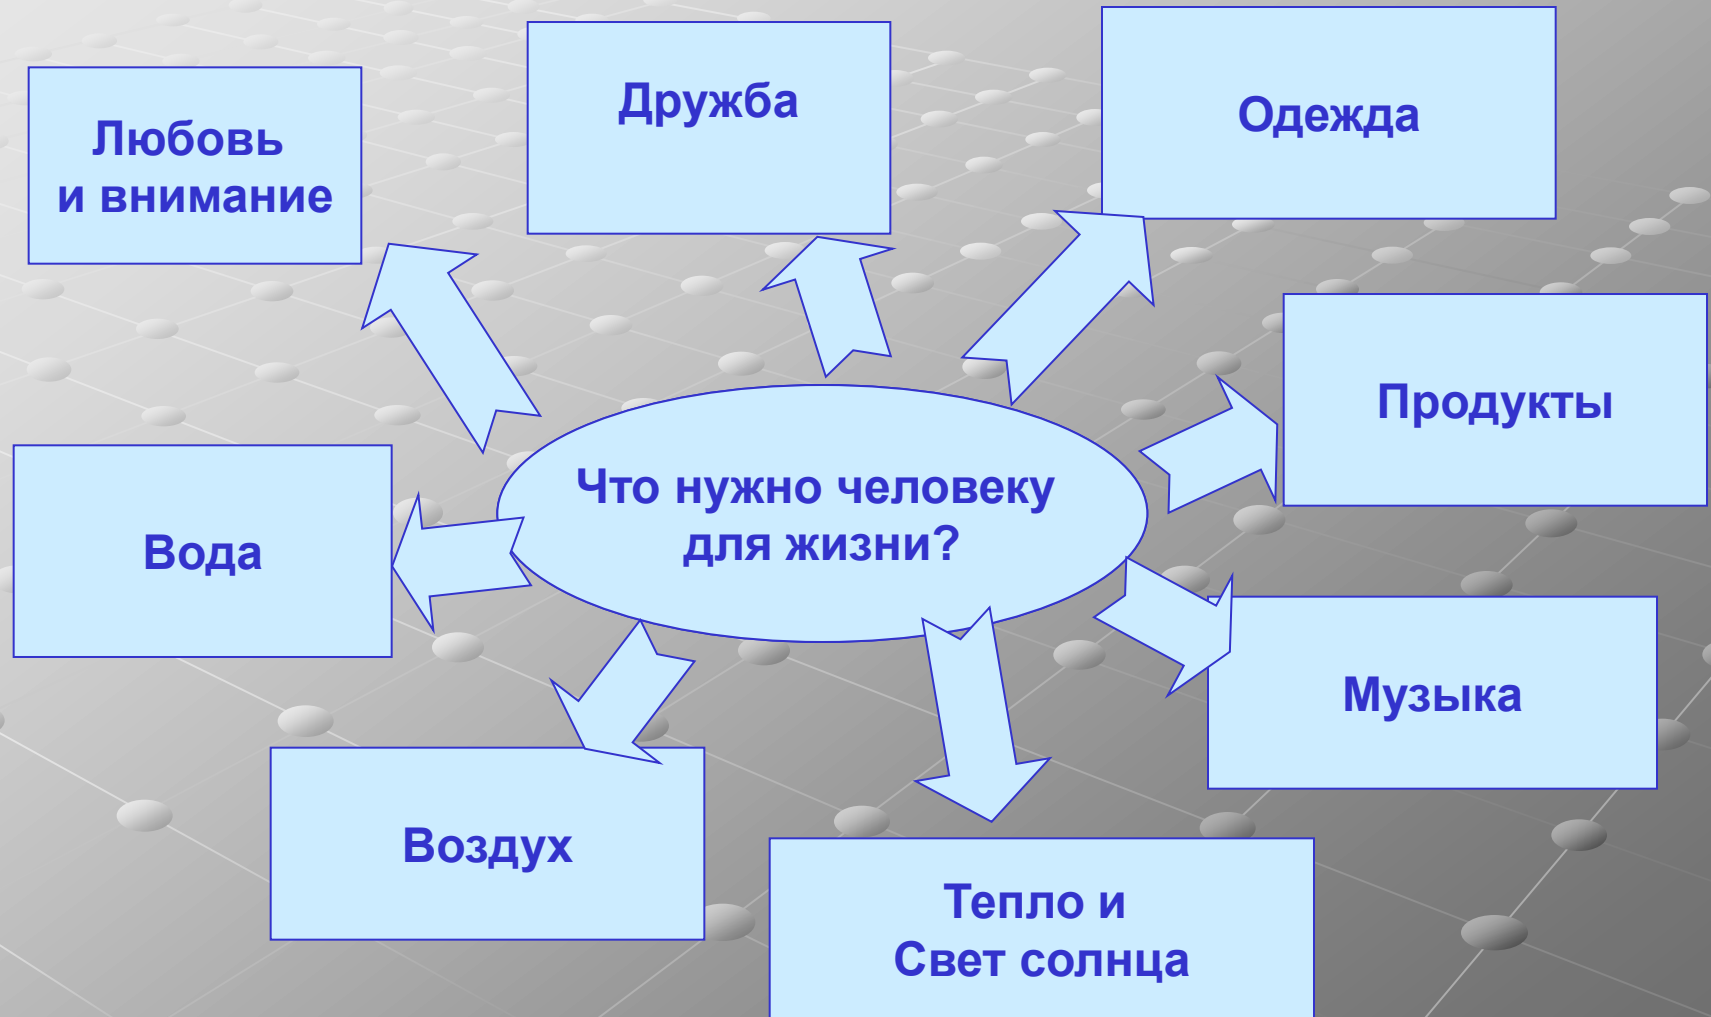 Дружба
Одежда
Любовь
и внимание
Продукты
Что нужно человеку
для жизни?
Вода
Музыка
Воздух
Тепло и
Свет солнца